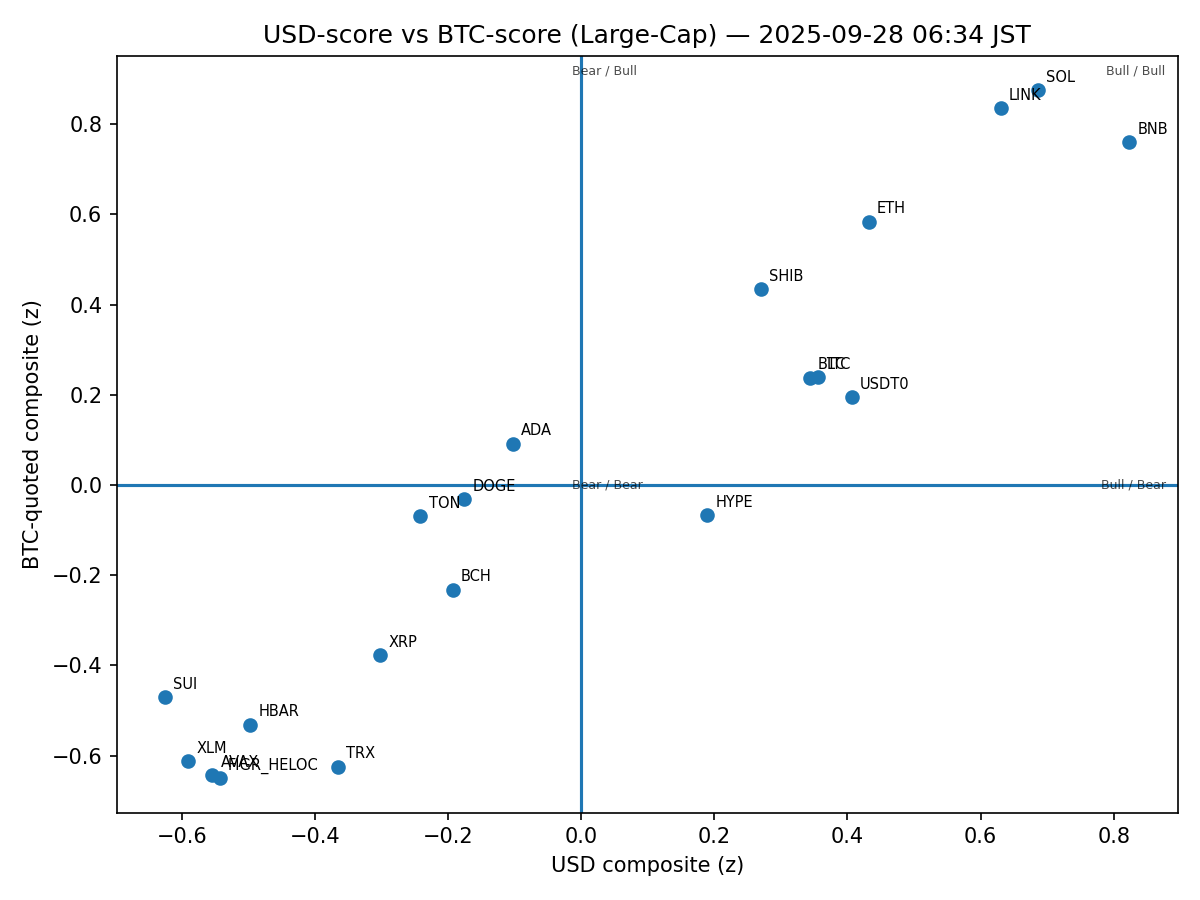 USD-score vs BTC-score (Large-Cap) — 2025-09-28 06:34 JST
Bear / Bull
Bull / Bull
SOL
LINK
BNB
0.8
0.6
ETH
SHIB
0.4
BTC
LTC
USDT0
0.2
ADA
0.0
DOGE
Bear / Bear
Bull / Bear
TON
HYPE
−0.2
BCH
XRP
−0.4
SUI
HBAR
−0.6
XLM
AVAX
TRX
−0.6
−0.4
−0.2
0.0
0.2
0.4
0.6
0.8
USD composite (z)
BTC-quoted composite (z)